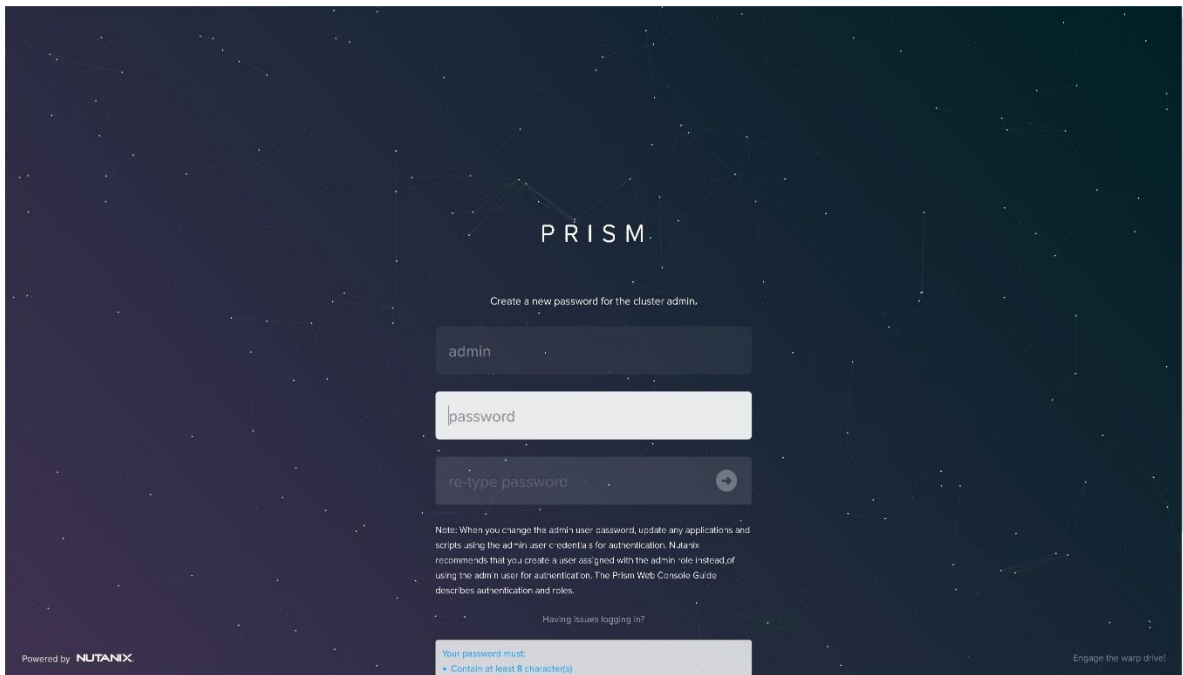 PRISM
Create a new password for the cluster admin.
admin
password
re-type password
Note: When you change the admin user password, update any applications and
scripts using the admin user credentials for authentication. Nutanix
recommends that you create a user assigned with the admin role instead of
using the admin user for authentication. The Prism Web Console Guide
describes authentication and roles.
Having issues logging in?
Your password must:
• Contain at least 8 character(s)
Powered by NUTANIX
Engage the warp drive!